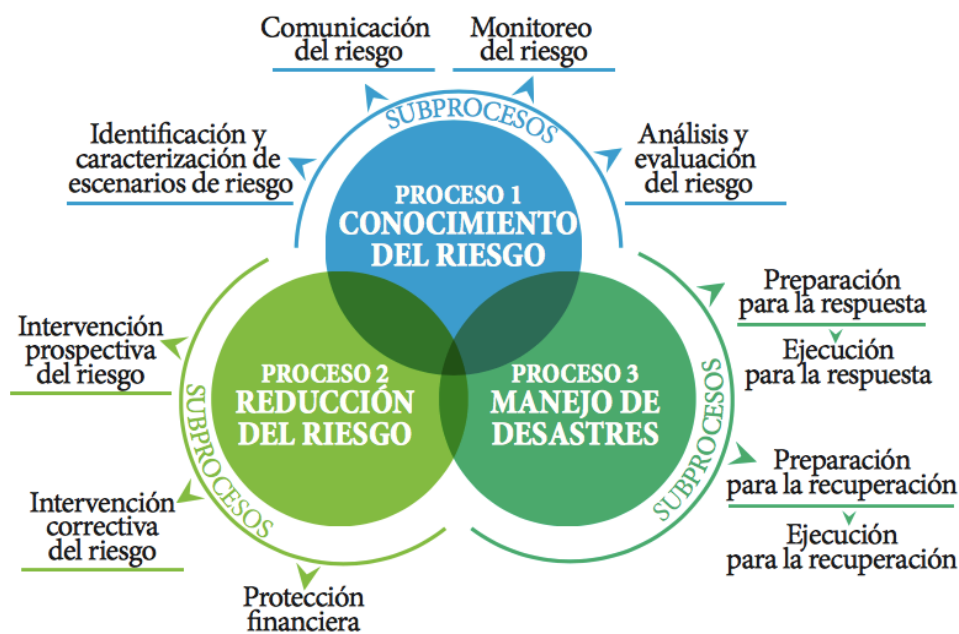 Comunicación
del riesgo
Monitoreo
del riesgo
SUBPROCESOS
Identificación y
caracterización de
escenarios de riesgo
Análisis y
evaluación
del riesgo
PROCESO 1
CONOCIMIENTO
DEL RIESGO
Intervención
prospectiva
del riesgo
Intervención
correctiva
del riesgo
Protección
financiera
SUBPROCESOS
PROCESO 2
REDUCCIÓN
DEL RIESGO
PROCESO 3
MANEJO DE
DESASTRES
SUBPROCESOS
Preparación
para la respuesta
Ejecución
para la respuesta
Preparación
para la recuperación
Ejecución
para la recuperación